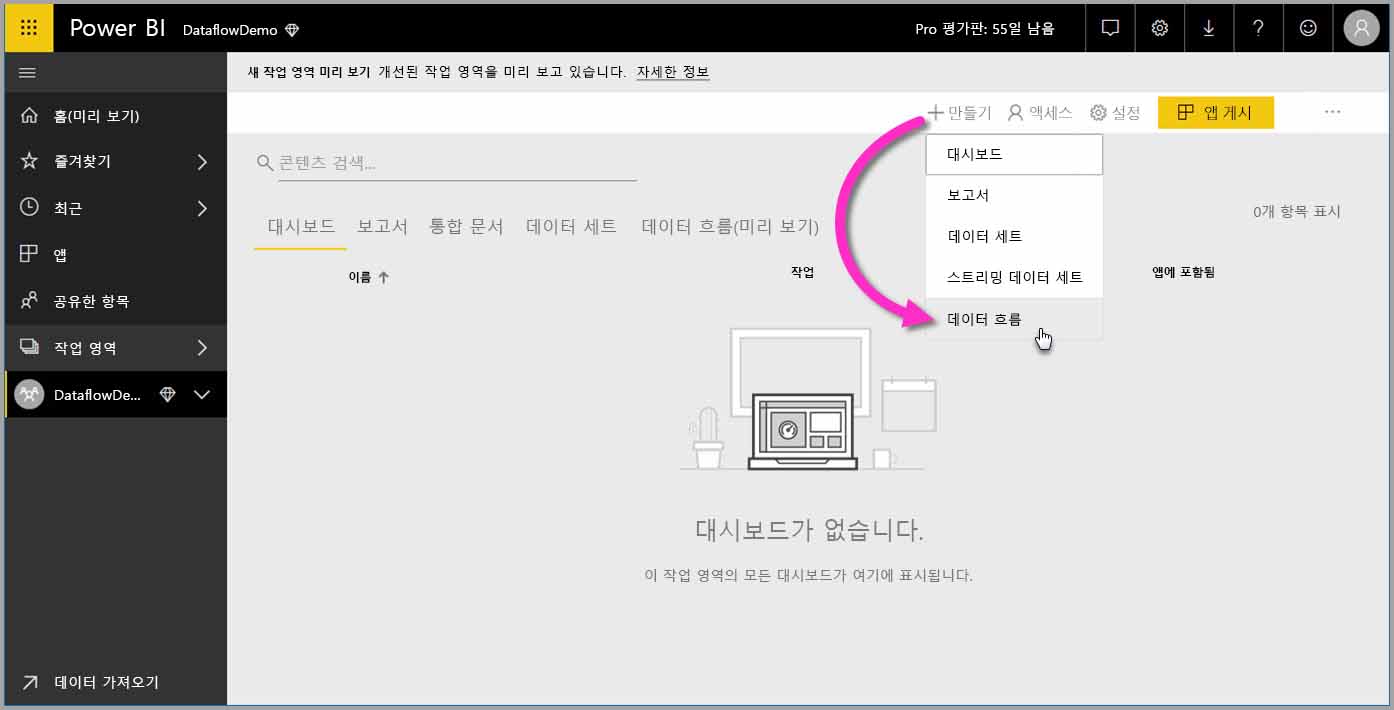 Power BI DataflowDemo Pro 평가판: 55일 남음
새 작업 영역 미리 보기 개선된 작업 영역을 미리 보고 있습니다. 자세한 정보
홈(미리 보기)
즐겨찾기
최근
앱
공유한 항목
작업 영역
DataflowDe...
데이터 가져오기
만들기 액세스 설정 앱 게시 ...
콘텐츠 검색...
대시보드
보고서
데이터 세트
스트리밍 데이터 세트
데이터 흐름
0개 항목 표시
대시보드 보고서 통합 문서 데이터 세트 데이터 흐름(미리 보기)
이름 작업 앱에 포함됨
대시보드가 없습니다.
이 작업 영역의 모든 대시보드가 여기에 표시됩니다.